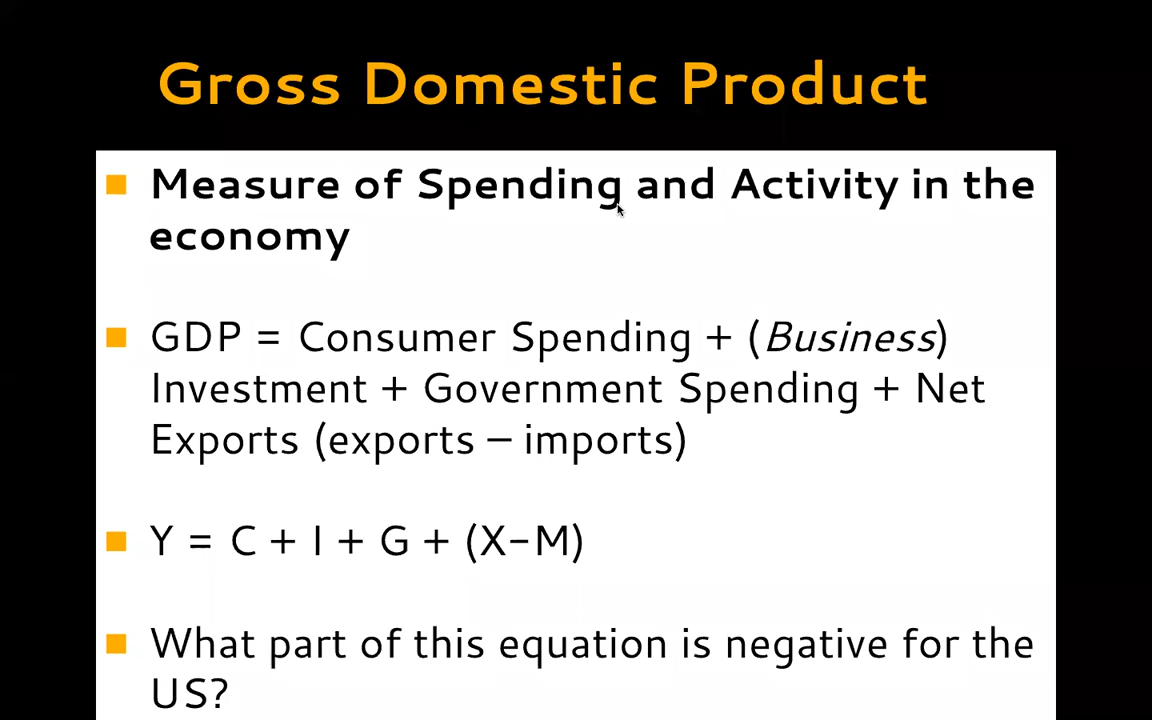 Gross Domestic Product
Measure of Spending and Activity in the
economy
GDP = Consumer Spending + (Business)
Investment + Government Spending + Net
Exports (exports – imports)
Y = C + I + G + (X-M)
What part of this equation is negative for the
US?